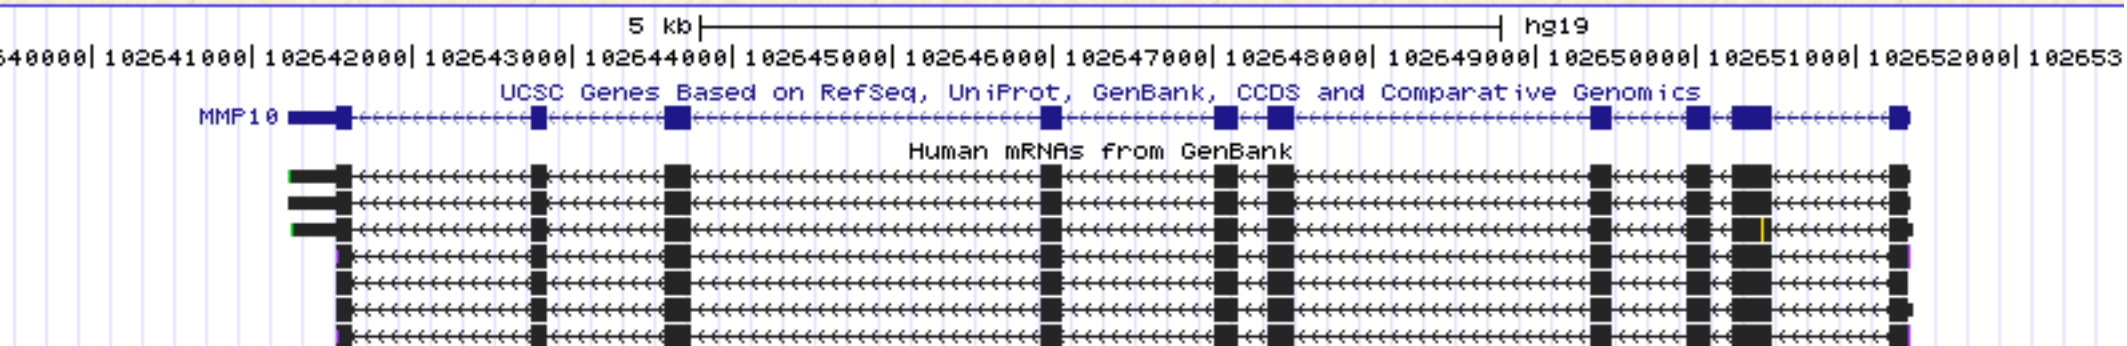 5 kb hg19
640000| 102641000| 102642000| 102643000| 102644000| 102645000| 102646000| 102647000| 102648000| 102649000| 102650000| 102651000| 102652000| 102653
UCSC Genes Based on RefSeq, UniProt, GenBank, CCDS and Comparative Genomics
MMP10
Human mRNAs from GenBank